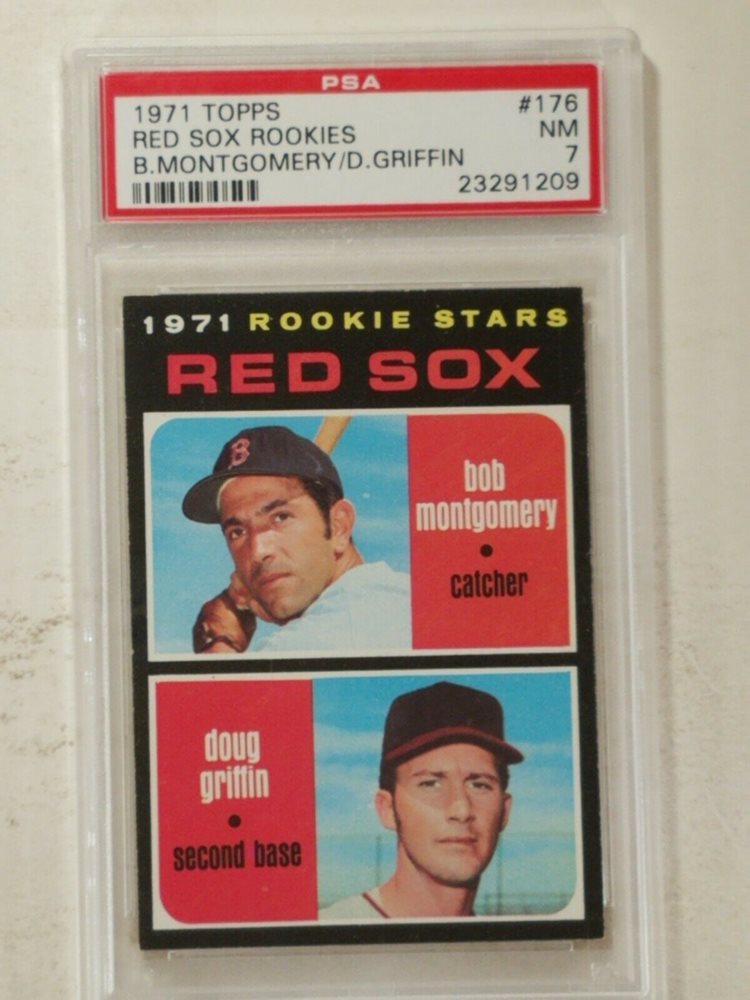 PSA
1971 TOPPS #176
RED SOX ROOKIES NM
B.MONTGOMERY/D.GRIFFIN 7
23291209
1971 ROOKIE STARS
RED SOX
B
bob
montgomery
•
catcher
doug
griffin
•
second base